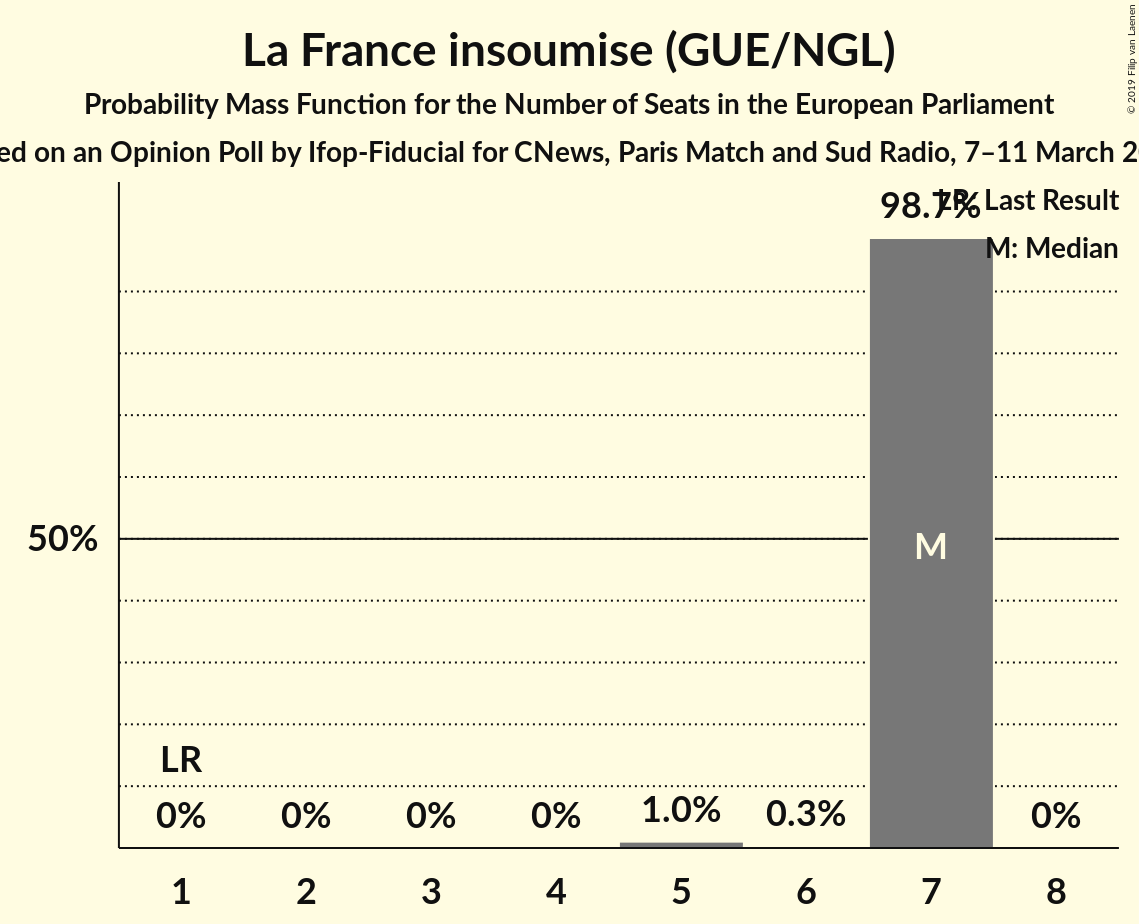 La France insoumise (GUE/NGL)
Probability Mass Function for the Number of Seats in the European Parliament
on an Opinion Poll by Ifop-Fiducial for CNews, Paris Match and Sud Radio, 7–11 March
© 2019 Filip van Laenen
98.7%
LR: Last Result
M: Median
50%
M
LR
0%
0%
0%
0%
1.0%
0.3%
0%
1 2 3 4 5 6 7 8